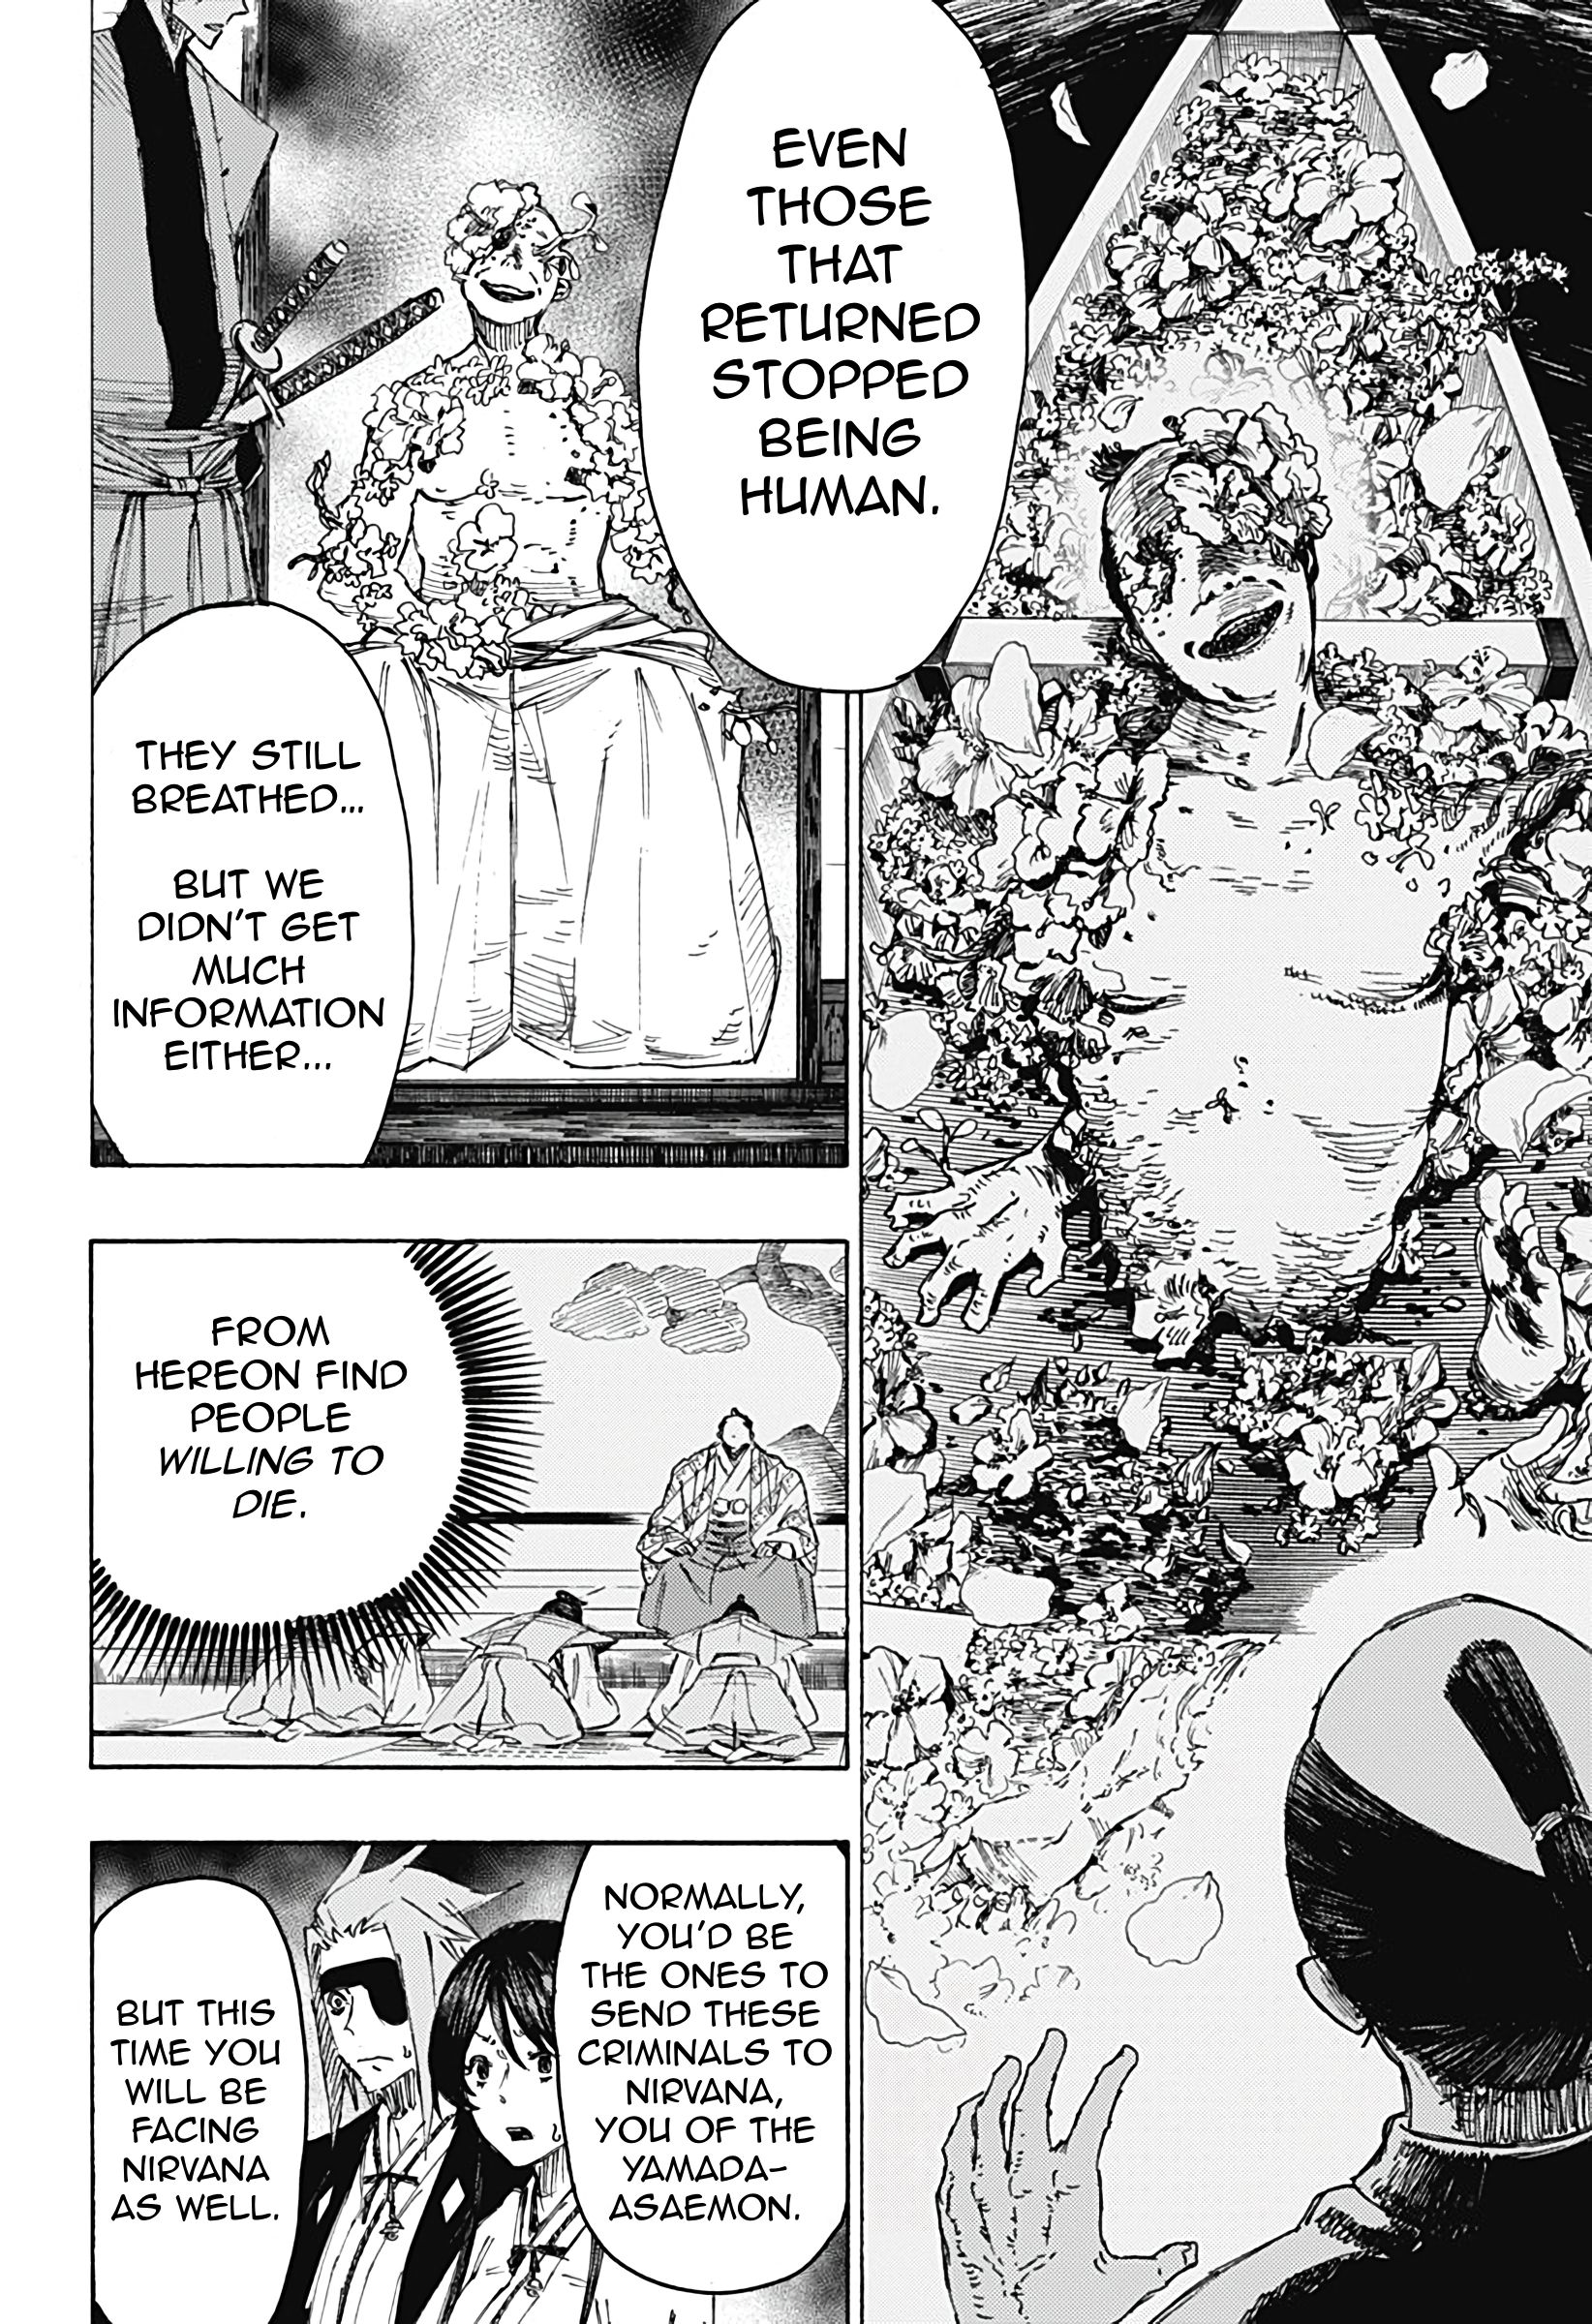 EVEN
THOSE
THAT
RETURNED
STOPPED
BEING
HUMAN.
THEY STILL
BREATHED...
BUT WE
DIDN'T GET
MUCH
INFORMATION
EITHER...
FROM
HEREON FIND
PEOPLE
WILLING TO
DIE.
NORMALLY,
YOU'D BE
THE ONES TO
SEND THESE
CRIMINALS TO
NIRVANA,
YOU OF THE
YAMADA-
ASAEMON.
BUT THIS
TIME YOU
WILL BE
FACING
NIRVANA
AS WELL.